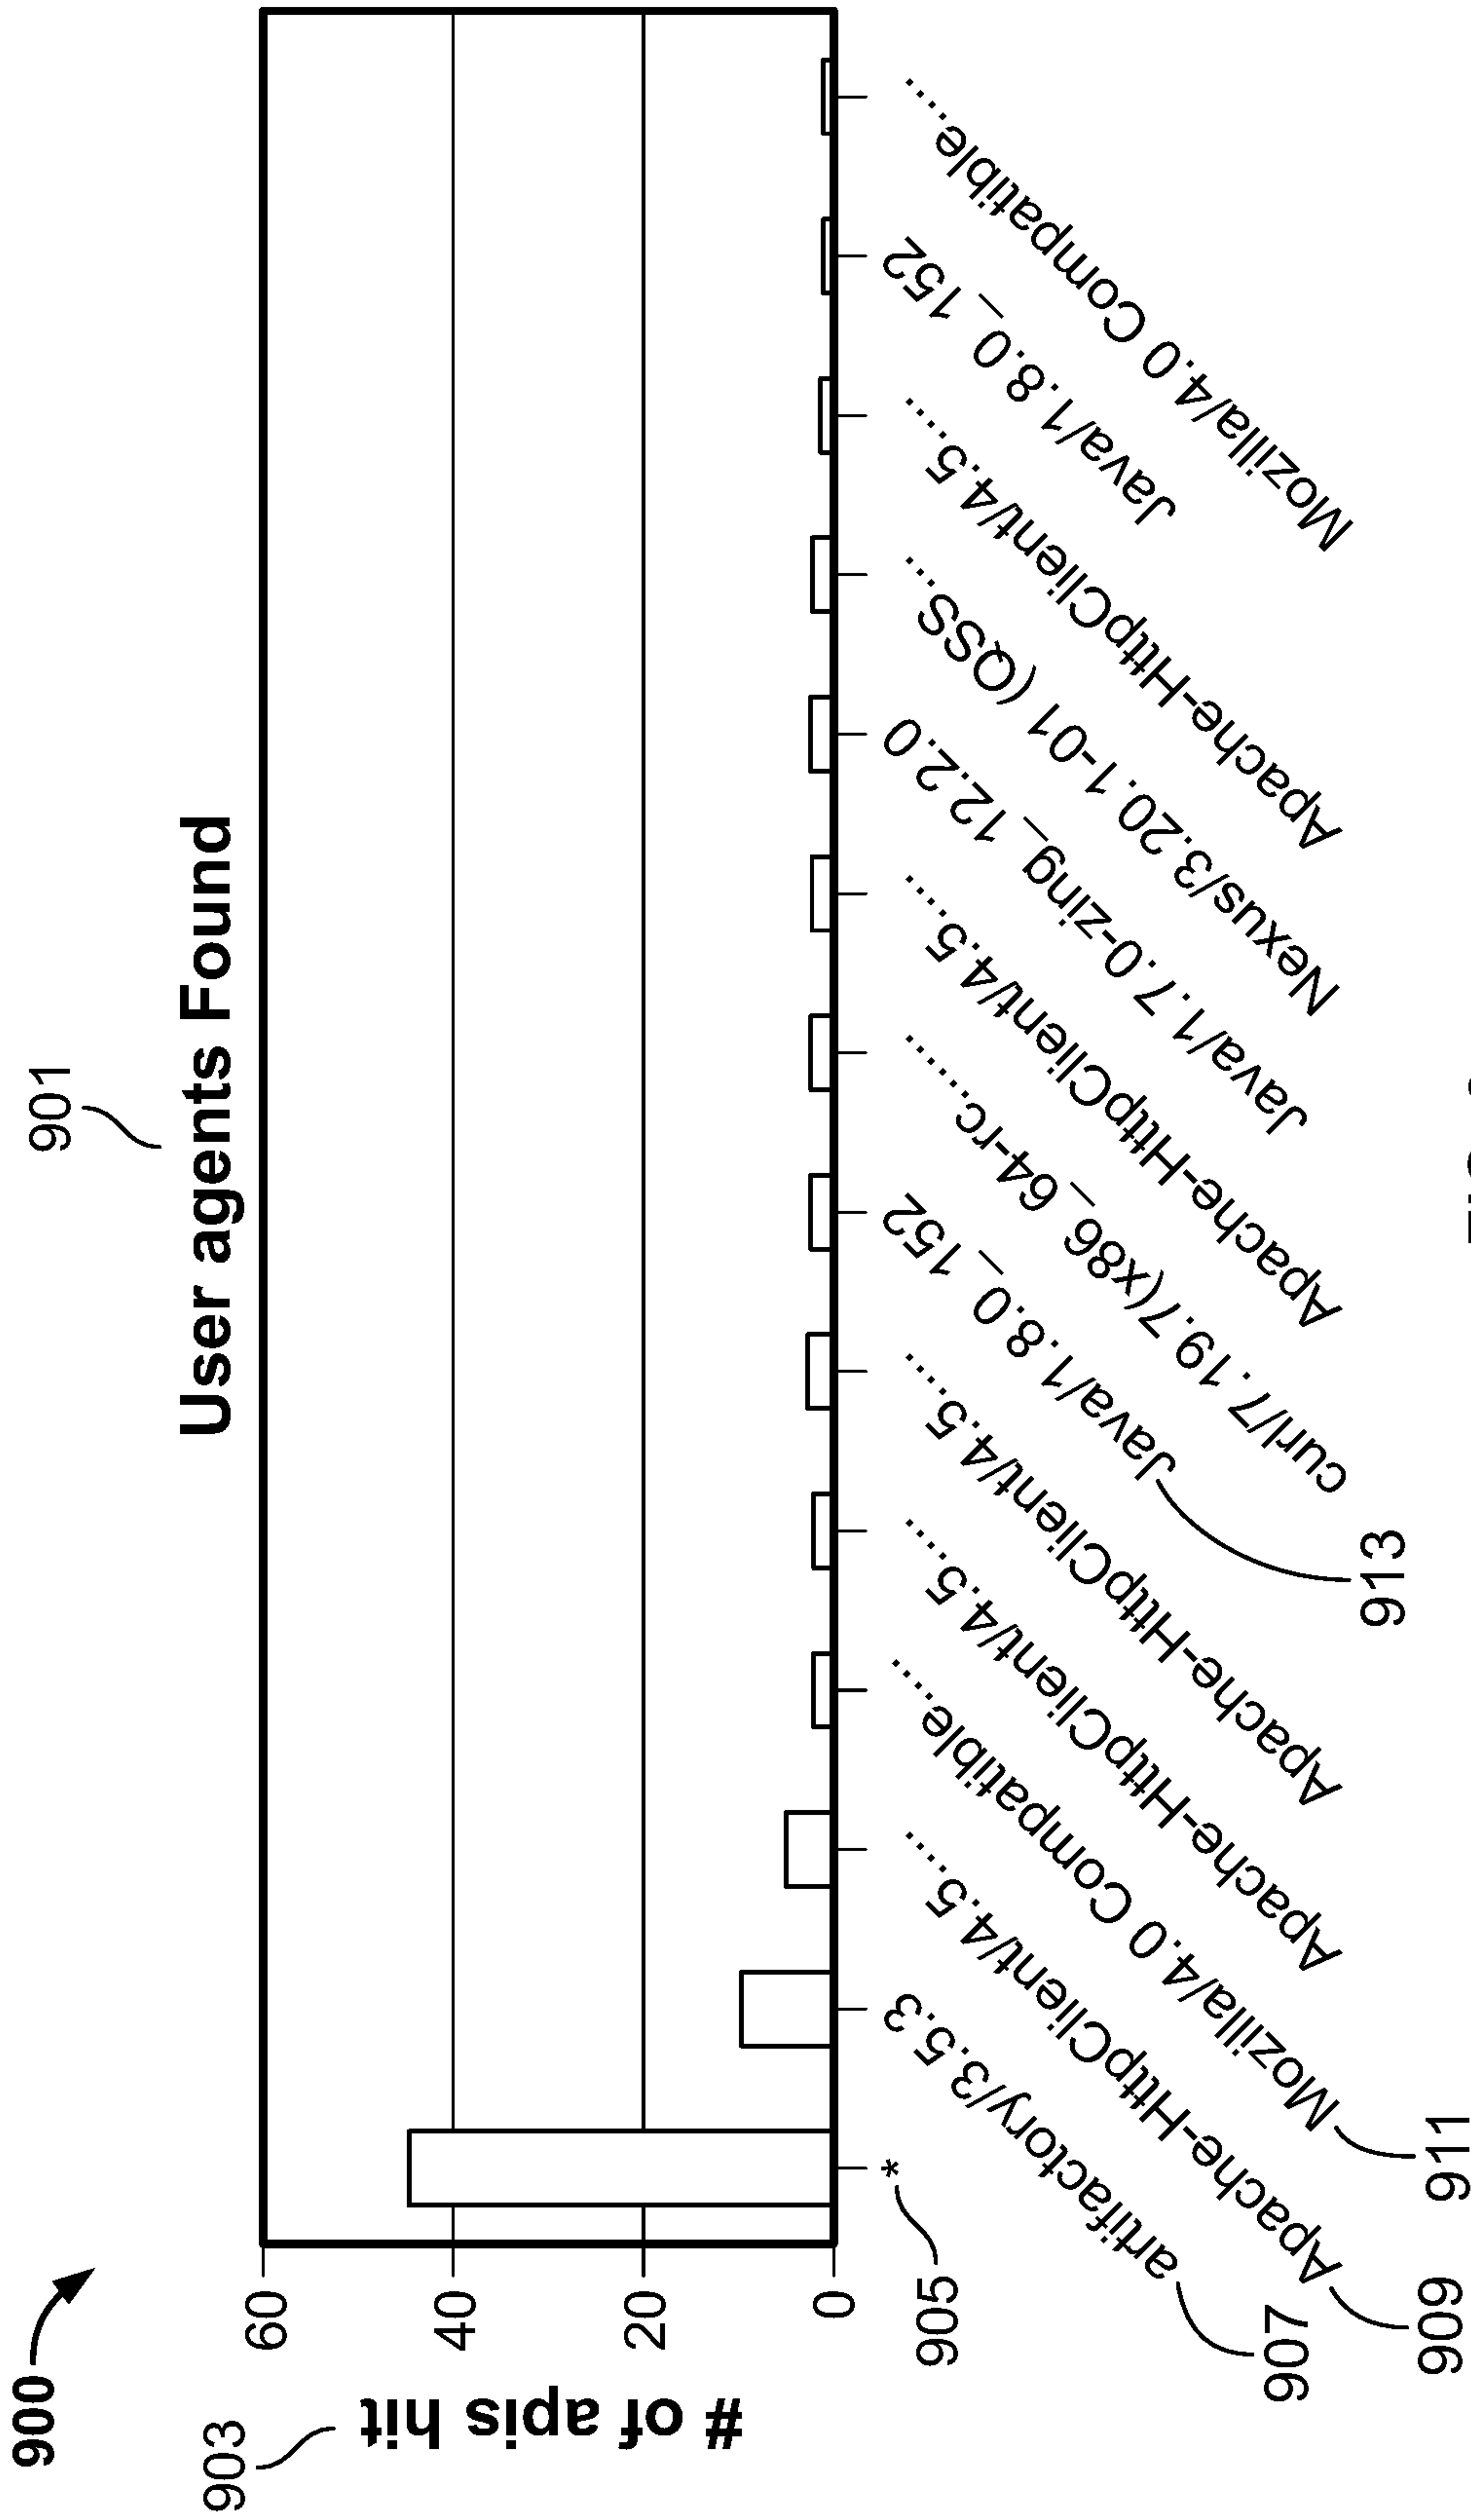 900
901
User agents Found
903
# of apis hit
60
40
20
0
*
artifactory/3.5.3
Apache-HttpClient/4.5....
Mozilla/4.0 Compatible....
Apache-HttpClient/4.5....
Apache-HttpClient/4.5....
Java/1.8.0_152
curl/7.19.7(x86_64-rc.....
Apache-HttpClient/4.5....
Java/1.7.0-zing_12.2.0
Nexus/3.20.1-01 (OSS...
Apache-HttpClient/4.5....
Java/1.8.0_152
Mozilla/4.0 Compatible....
905
907
909
911
913